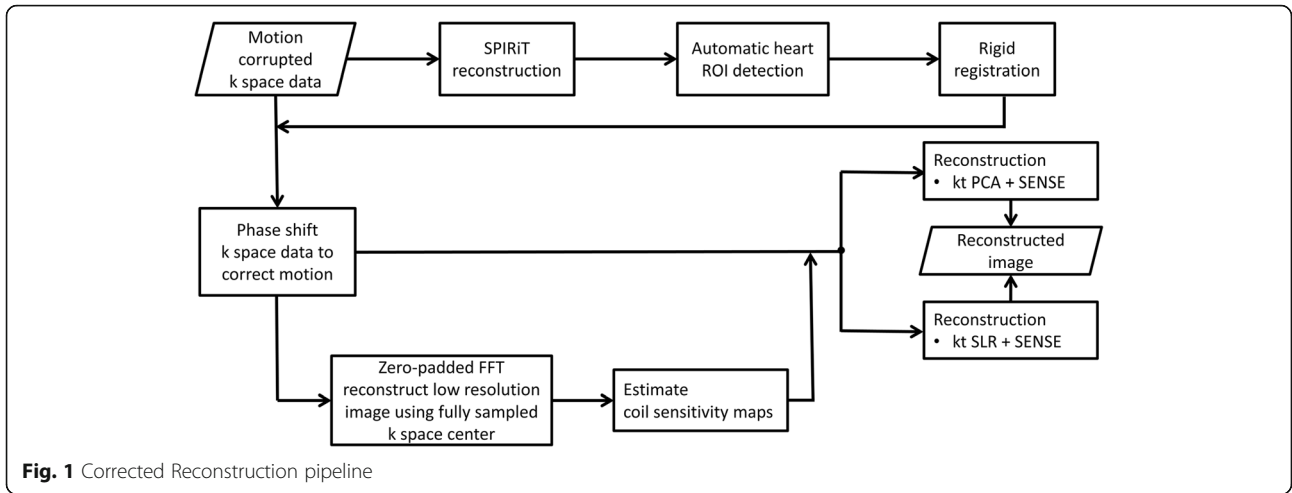 Motion
corrupted
k space data
SPIRiT
reconstruction
Automatic heart
ROI detection
Rigid
registration
Reconstruction
• kt PCA + SENSE
Phase shift
k space data to
correct motion
Reconstructed
image
Reconstruction
• kt SLR + SENSE
Zero-padded FFT
reconstruct low resolution
image using fully sampled
k space center
Estimate
coil sensitivity maps
Fig. 1 Corrected Reconstruction pipeline